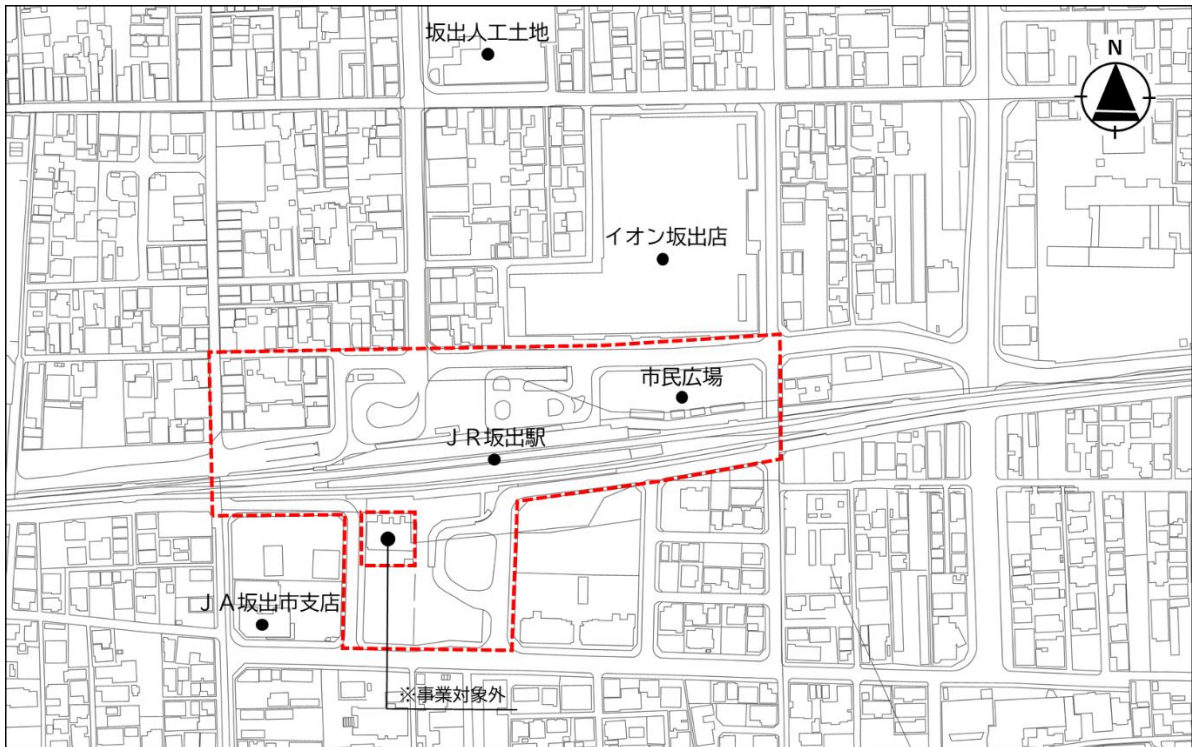 坂出人工土地
N
イオン坂出店
市民広場
ＪＲ坂出駅
ＪＡ坂出市支店
※事業対象外